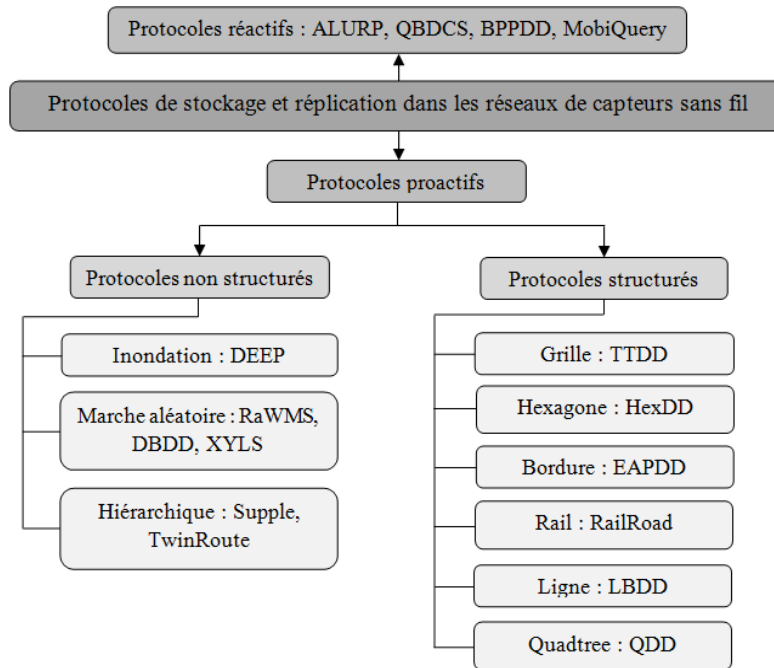 Protocoles réactifs : ALURP, QBDCS, BPPDD, MobiQuery
Protocoles de stockage et réplication dans les réseaux de capteurs sans fil
Protocoles proactifs
Protocoles non structurés
Inondation : DEEP
Marche aléatoire : RaWMS,
DBDD, XYLS
Hiérarchique : Supple,
TwinRoute
Protocoles structurés
Grille : TTDD
Hexagone : HexDD
Bordure : EAPDD
Rail : RailRoad
Ligne : LBDD
Quadtree : QDD